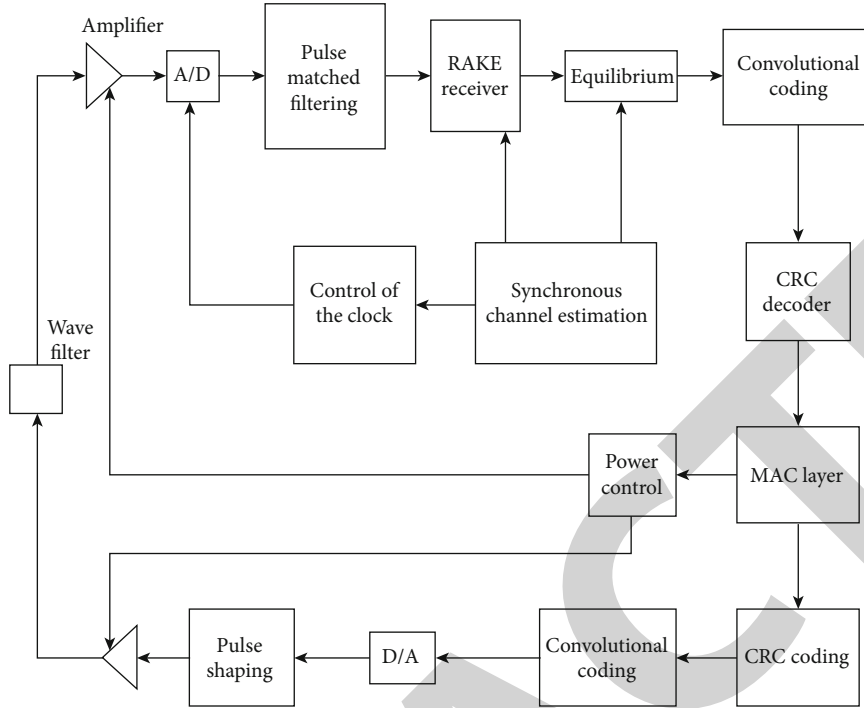 Amplifier
A/D
Pulse
matched
filtering
RAKE
receiver
Equilibrium
Convolutional
coding
Control of
the clock
Synchronous
channel estimation
CRC
decoder
Wave
filter
Power
control
MAC layer
Pulse
shaping
D/A
Convolutional
coding
CRC coding